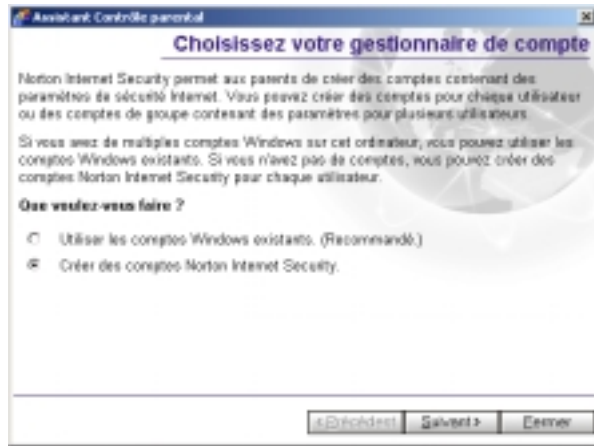 Assistant Contrôle parental
Choisissez votre gestionnaire de compte
Norton Internet Security permet aux parents de créer des comptes contenant des
paramètres de sécurité Internet. Vous pouvez créer des comptes pour chaque utilisateur
ou des comptes de groupe contenant des paramètres pour plusieurs utilisateurs.
Si vous avez de multiples comptes Windows sur cet ordinateur, vous pouvez utiliser les
comptes Windows existants. Si vous n'avez pas de comptes, vous pouvez créer des
comptes Norton Internet Security pour chaque utilisateur.
Que voulez-vous faire ?
Utiliser les comptes Windows existants. (Recommandé.)
Créer des comptes Norton Internet Security.
< Précédent Suivant > Fermer